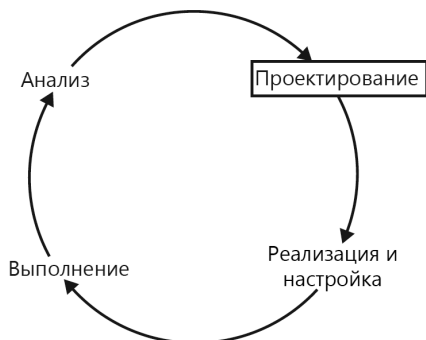 Анализ
Проектирование
Выполнение
Реализация и
настройка